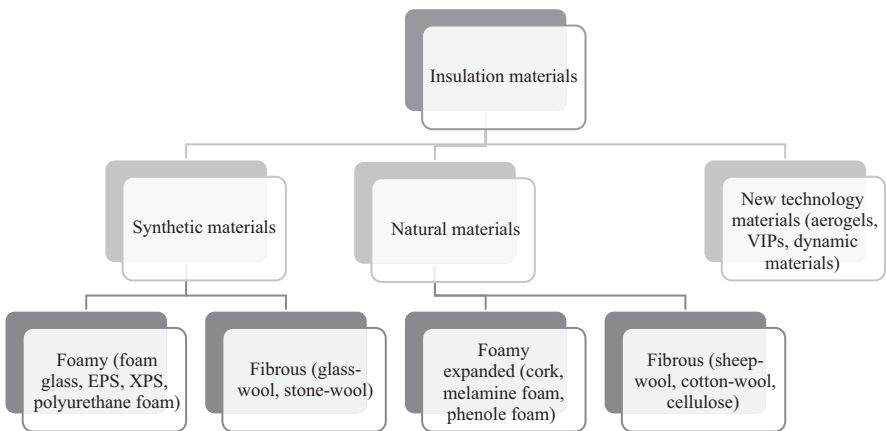 Insulation materials
Synthetic materials
Natural materials
New technology
materials (aerogels,
VIPs, dynamic
materials)
Foamy (foam
glass, EPS, XPS,
polyurethane foam)
Fibrous (glass-
wool, stone-wool)
Foamy
expanded (cork,
melamine foam,
phenole foam)
Fibrous (sheep-
wool, cotton-wool,
cellulose)